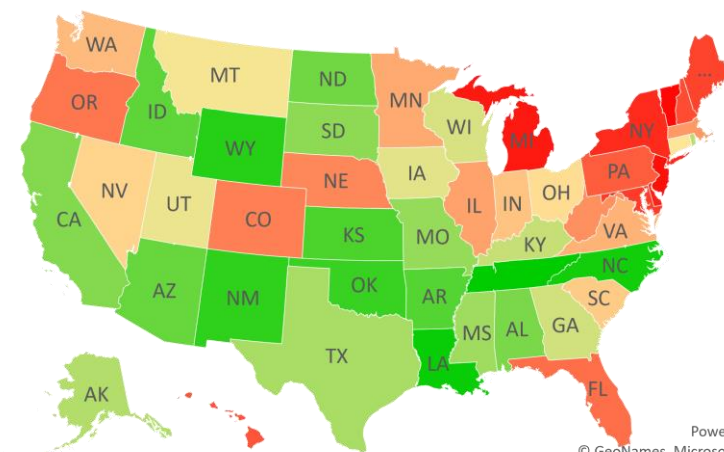 WA
MT
ND
MN
...
OR
ID
SD
WI
MI
NY
WY
IA
PA
NE
NV
UT
CO
IL
IN
OH
CA
KS
MO
KY
VA
AZ
NM
OK
AR
NC
SC
MS
AL
GA
TX
LA
AK
FL
Powe
© GeoNames, Microsof